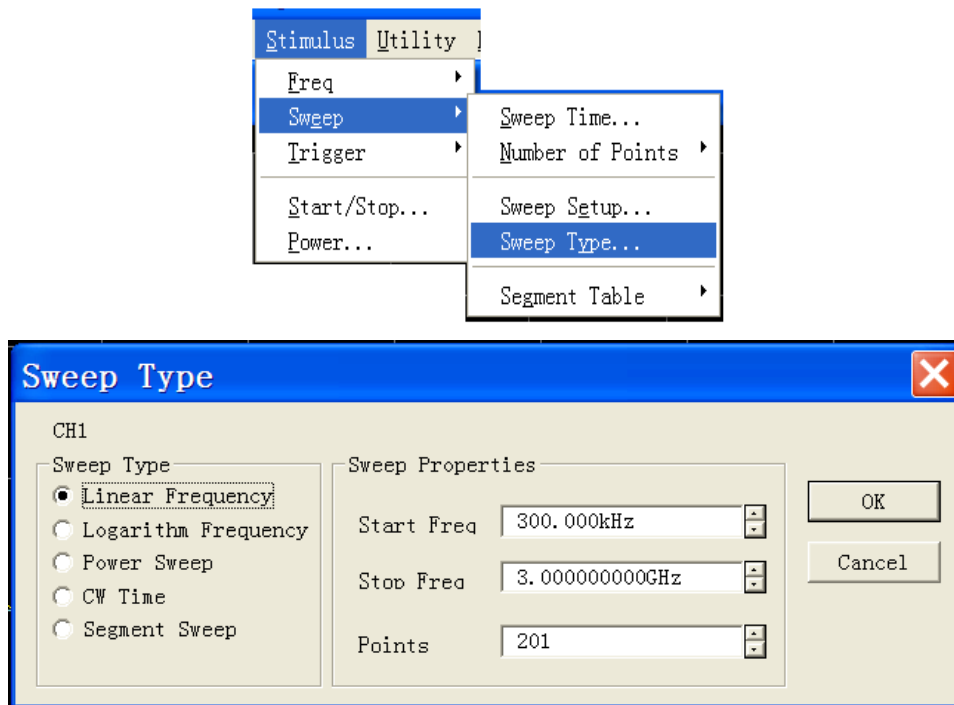 Stimulus Utility
Freq
Sweep
Trigger
Start/Stop...
Power...
Sweep Time...
Number of Points
Sweep Setup...
Sweep Type...
Segment Table
Sweep Type
CH1
Sweep Type
Linear Frequency
Logarithm Frequency
Power Sweep
CW Time
Segment Sweep
Sweep Properties
Start Freq 300.000kHz
Stop Freq 3.000000000GHz
Points 201
OK
Cancel